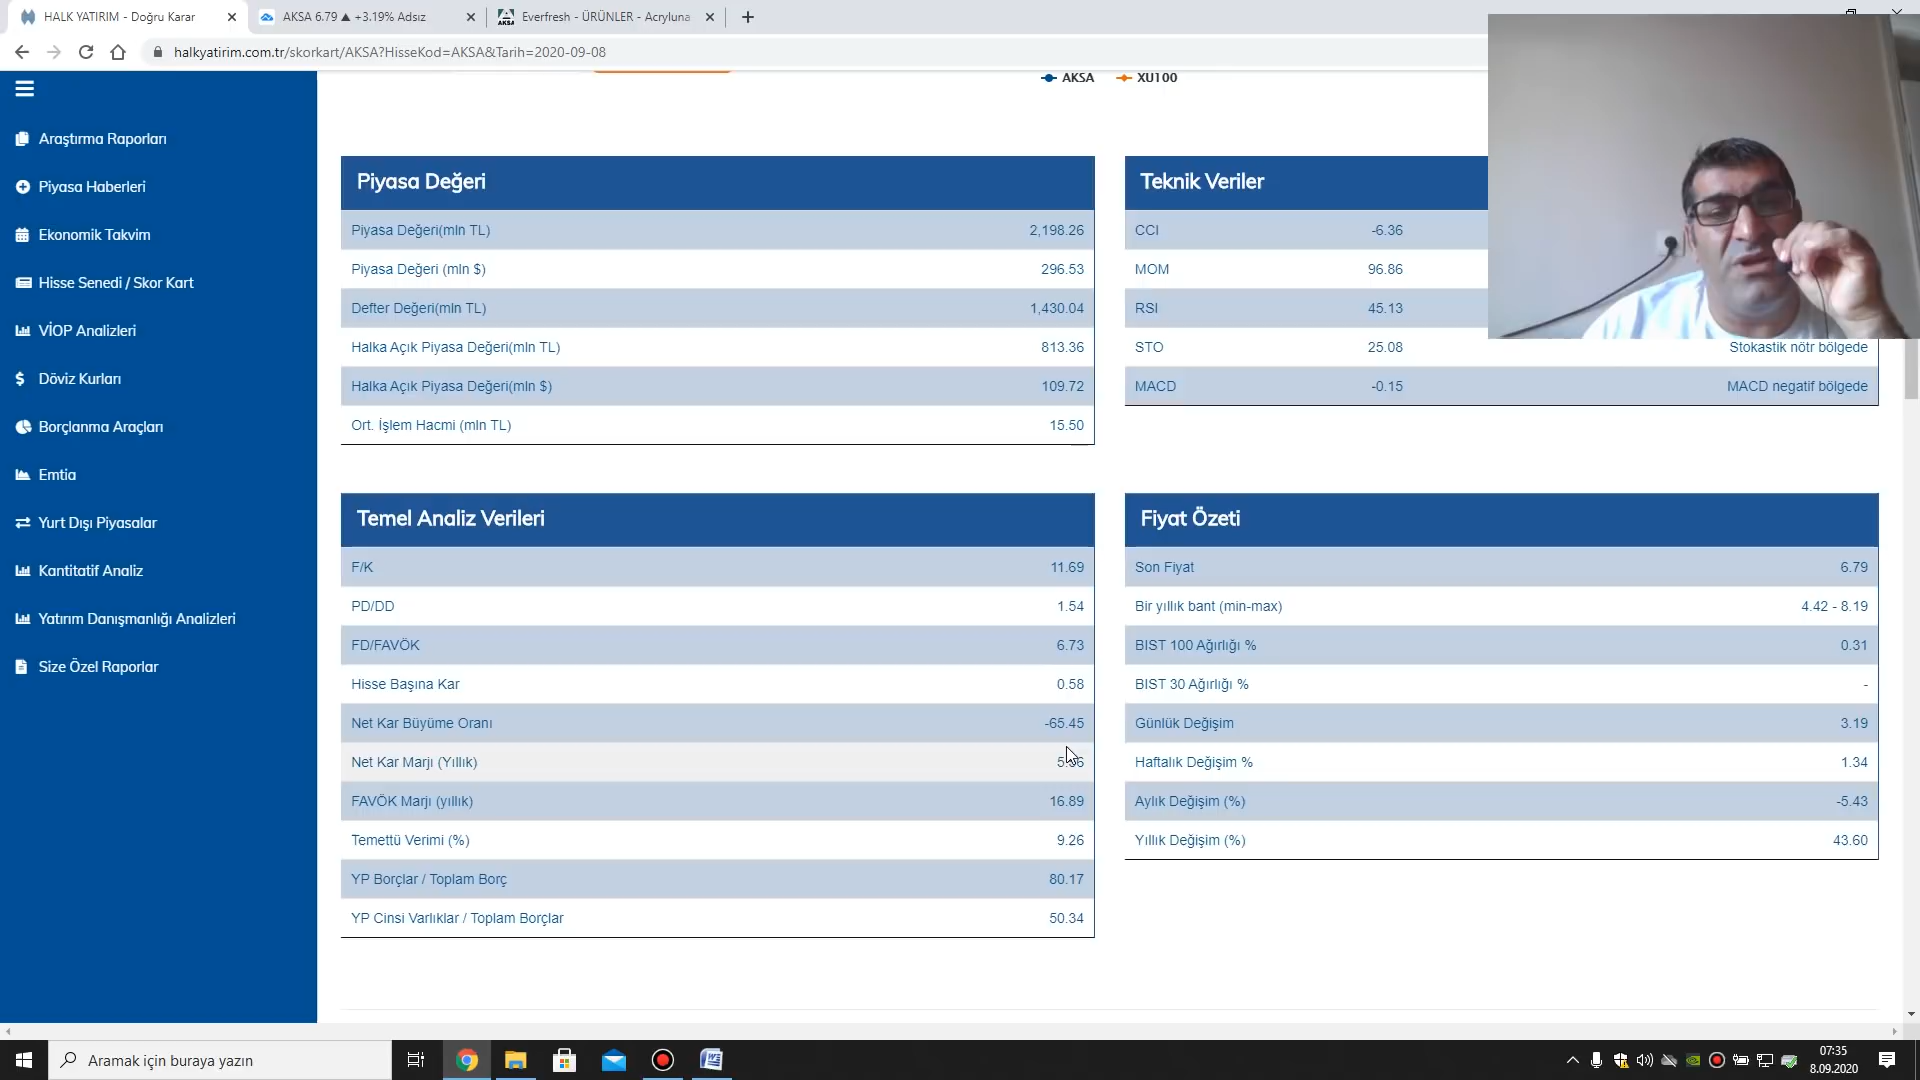 HALK YATIRIM - Doğru Karar
AKSA 6.79 ▲ +3.19% Adsız
Everfresh - ÜRÜNLER - Acryluna
halkyatirim.com.tr/skorkart/AKSA?HisseKod=AKSA&Tarih=2020-09-08
AKSA XU100
Araştırma Raporları
Piyasa Haberleri
Ekonomik Takvim
Hisse Senedi / Skor Kart
VİOP Analizleri
Döviz Kurları
Borçlanma Araçları
Emtia
Yurt Dışı Piyasalar
Kantitatif Analiz
Yatırım Danışmanlığı Analizleri
Size Özel Raporlar
Piyasa Değeri
Piyasa Değeri(mln TL) 2,198.26
Piyasa Değeri (mln $) 296.53
Defter Değeri(mln TL) 1,430.04
Halka Açık Piyasa Değeri(mln TL) 813.36
Halka Açık Piyasa Değeri(mln $) 109.72
Ort. İşlem Hacmi (mln TL) 15.50
Teknik Veriler
CCI -6.36
MOM 96.86
RSI 45.13
STO 25.08 Stokastik nötr bölgede
MACD -0.15 MACD negatif bölgede
Temel Analiz Verileri
F/K 11.69
PD/DD 1.54
FD/FAVÖK 6.73
Hisse Başına Kar 0.58
Net Kar Büyüme Oranı -65.45
Net Kar Marjı (Yıllık)
FAVÖK Marjı (yıllık) 16.89
Temettü Verimi (%) 9.26
YP Borçlar / Toplam Borç 80.17
YP Cinsi Varlıklar / Toplam Borçlar 50.34
Fiyat Özeti
Son Fiyat 6.79
Bir yıllık bant (min-max) 4.42 - 8.19
BIST 100 Ağırlığı % 0.31
BIST 30 Ağırlığı % -
Günlük Değişim 3.19
Haftalık Değişim % 1.34
Aylık Değişim (%) -5.43
Yıllık Değişim (%) 43.60
Aramak için buraya yazın
07:35
8.09.2020